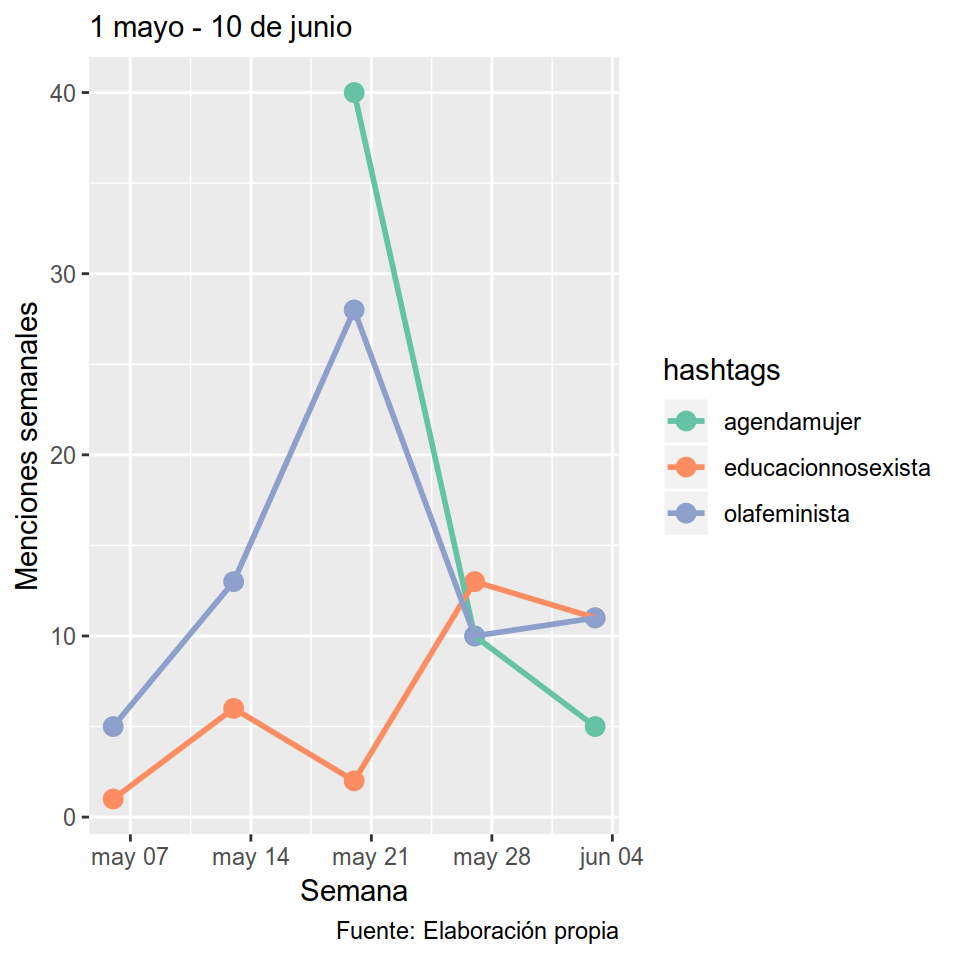 1 mayo - 10 de junio
Menciones semanales
40
30
20
10
0
may 07
may 14
may 21
may 28
jun 04
Semana
Fuente: Elaboración propia
hashtags
agendamujer
educacionnosexista
olafeminista